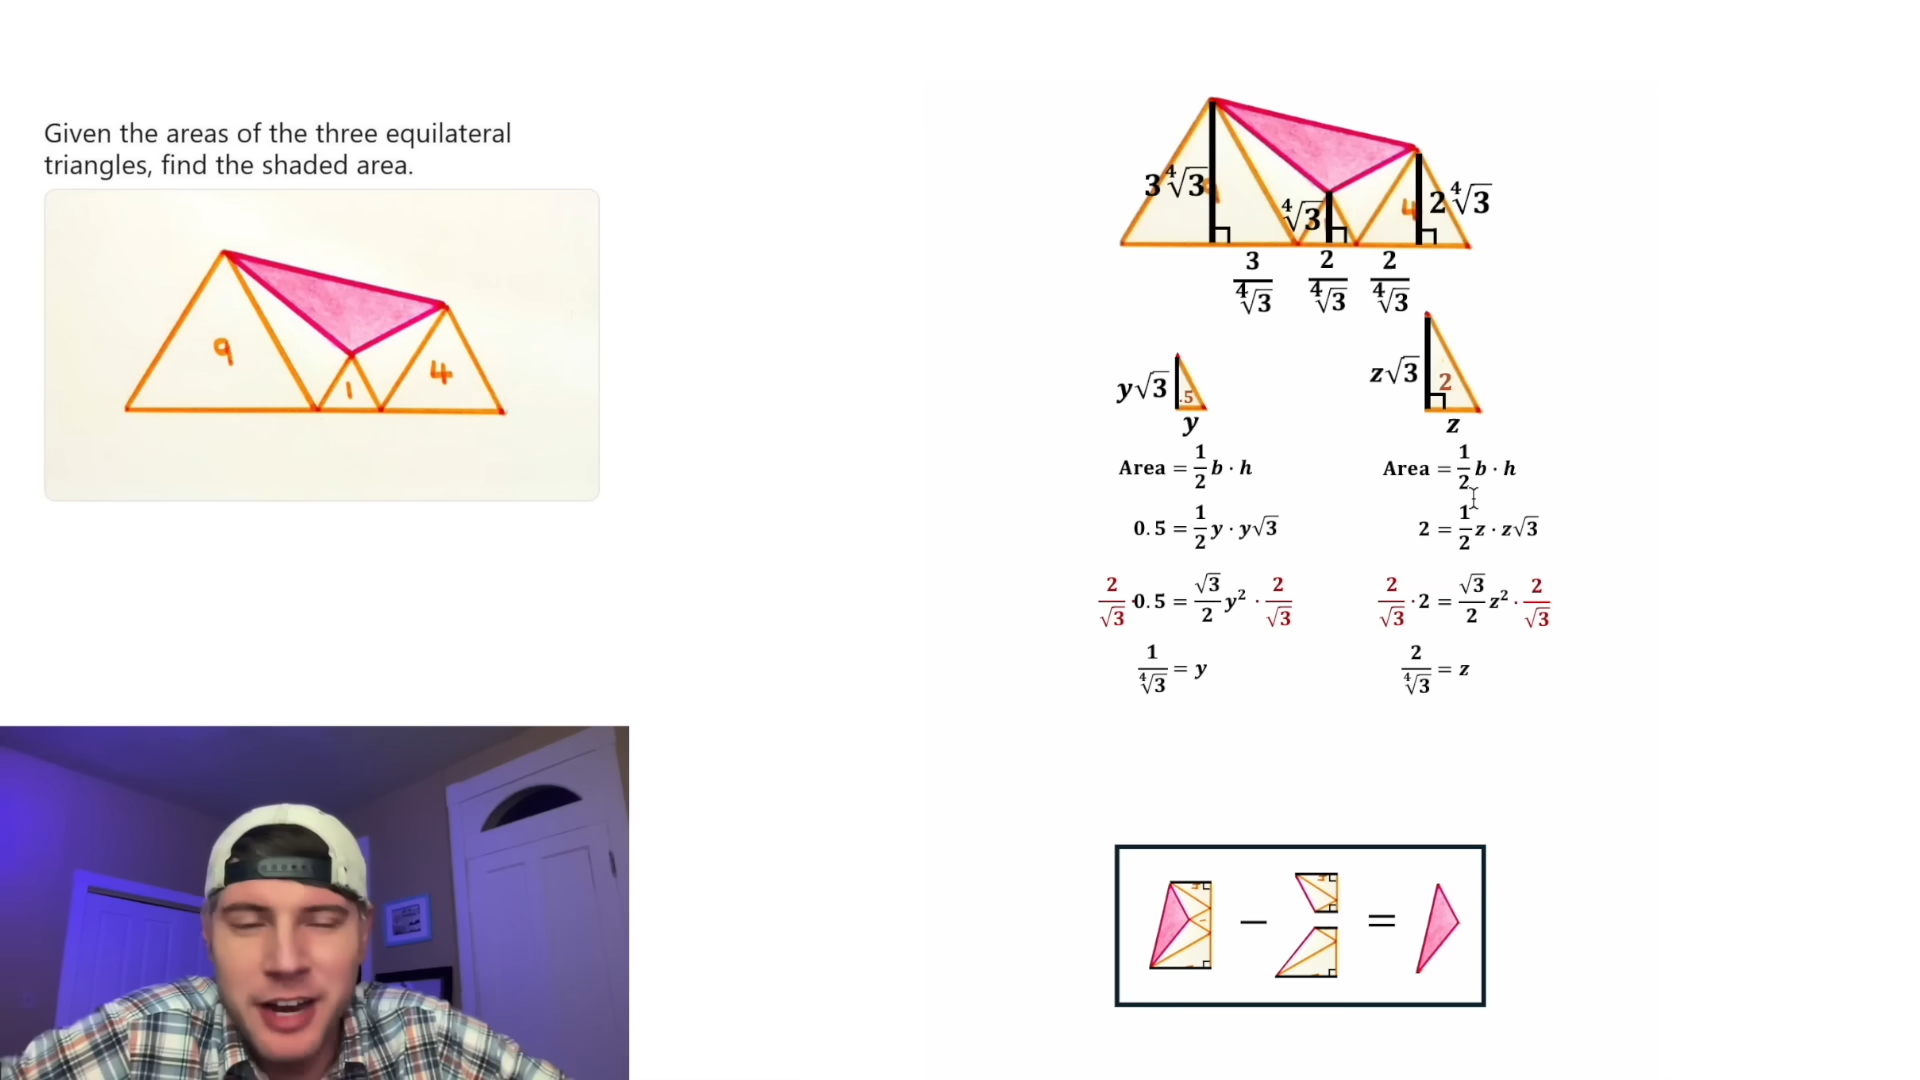 Given the areas of the three equilateral
triangles, find the shaded area.
9
1
4
3∜3
9
∜3
4
2∜3
3/∜3
2/∜3
2/∜3
y√3
.5
y
z√3
2
z
Area = 1/2 b · h
0.5 = 1/2 y · y√3
2/√3 · 0.5 = √3/2 y² · 2/√3
1/∜3 = y
Area = 1/2 b · h
2 = 1/2 z · z√3
2/√3 · 2 = √3/2 z² · 2/√3
2/∜3 = z
− =